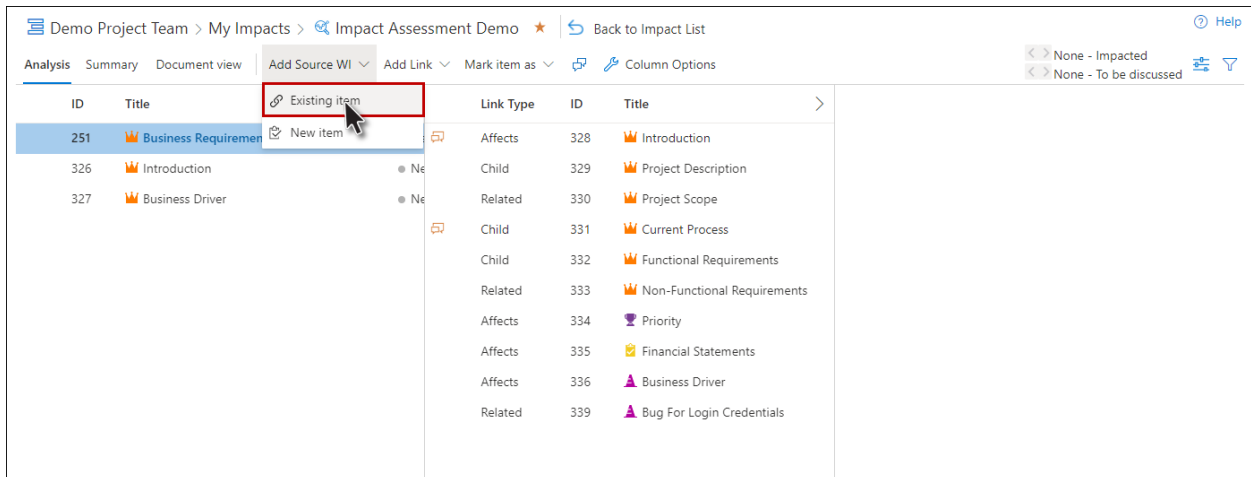 Demo Project Team > My Impacts > Impact Assessment Demo ★ Back to Impact List Help
Analysis Summary Document view Add Source WI Add Link Mark item as Column Options
< > None - Impacted
< > None - To be discussed
ID Title Link Type ID Title >
Existing item
251 Business Requiremen Affects 328 Introduction
New item
326 Introduction Ne Child 329 Project Description
327 Business Driver Ne Related 330 Project Scope
Child 331 Current Process
Child 332 Functional Requirements
Related 333 Non-Functional Requirements
Affects 334 Priority
Affects 335 Financial Statements
Affects 336 Business Driver
Related 339 Bug For Login Credentials